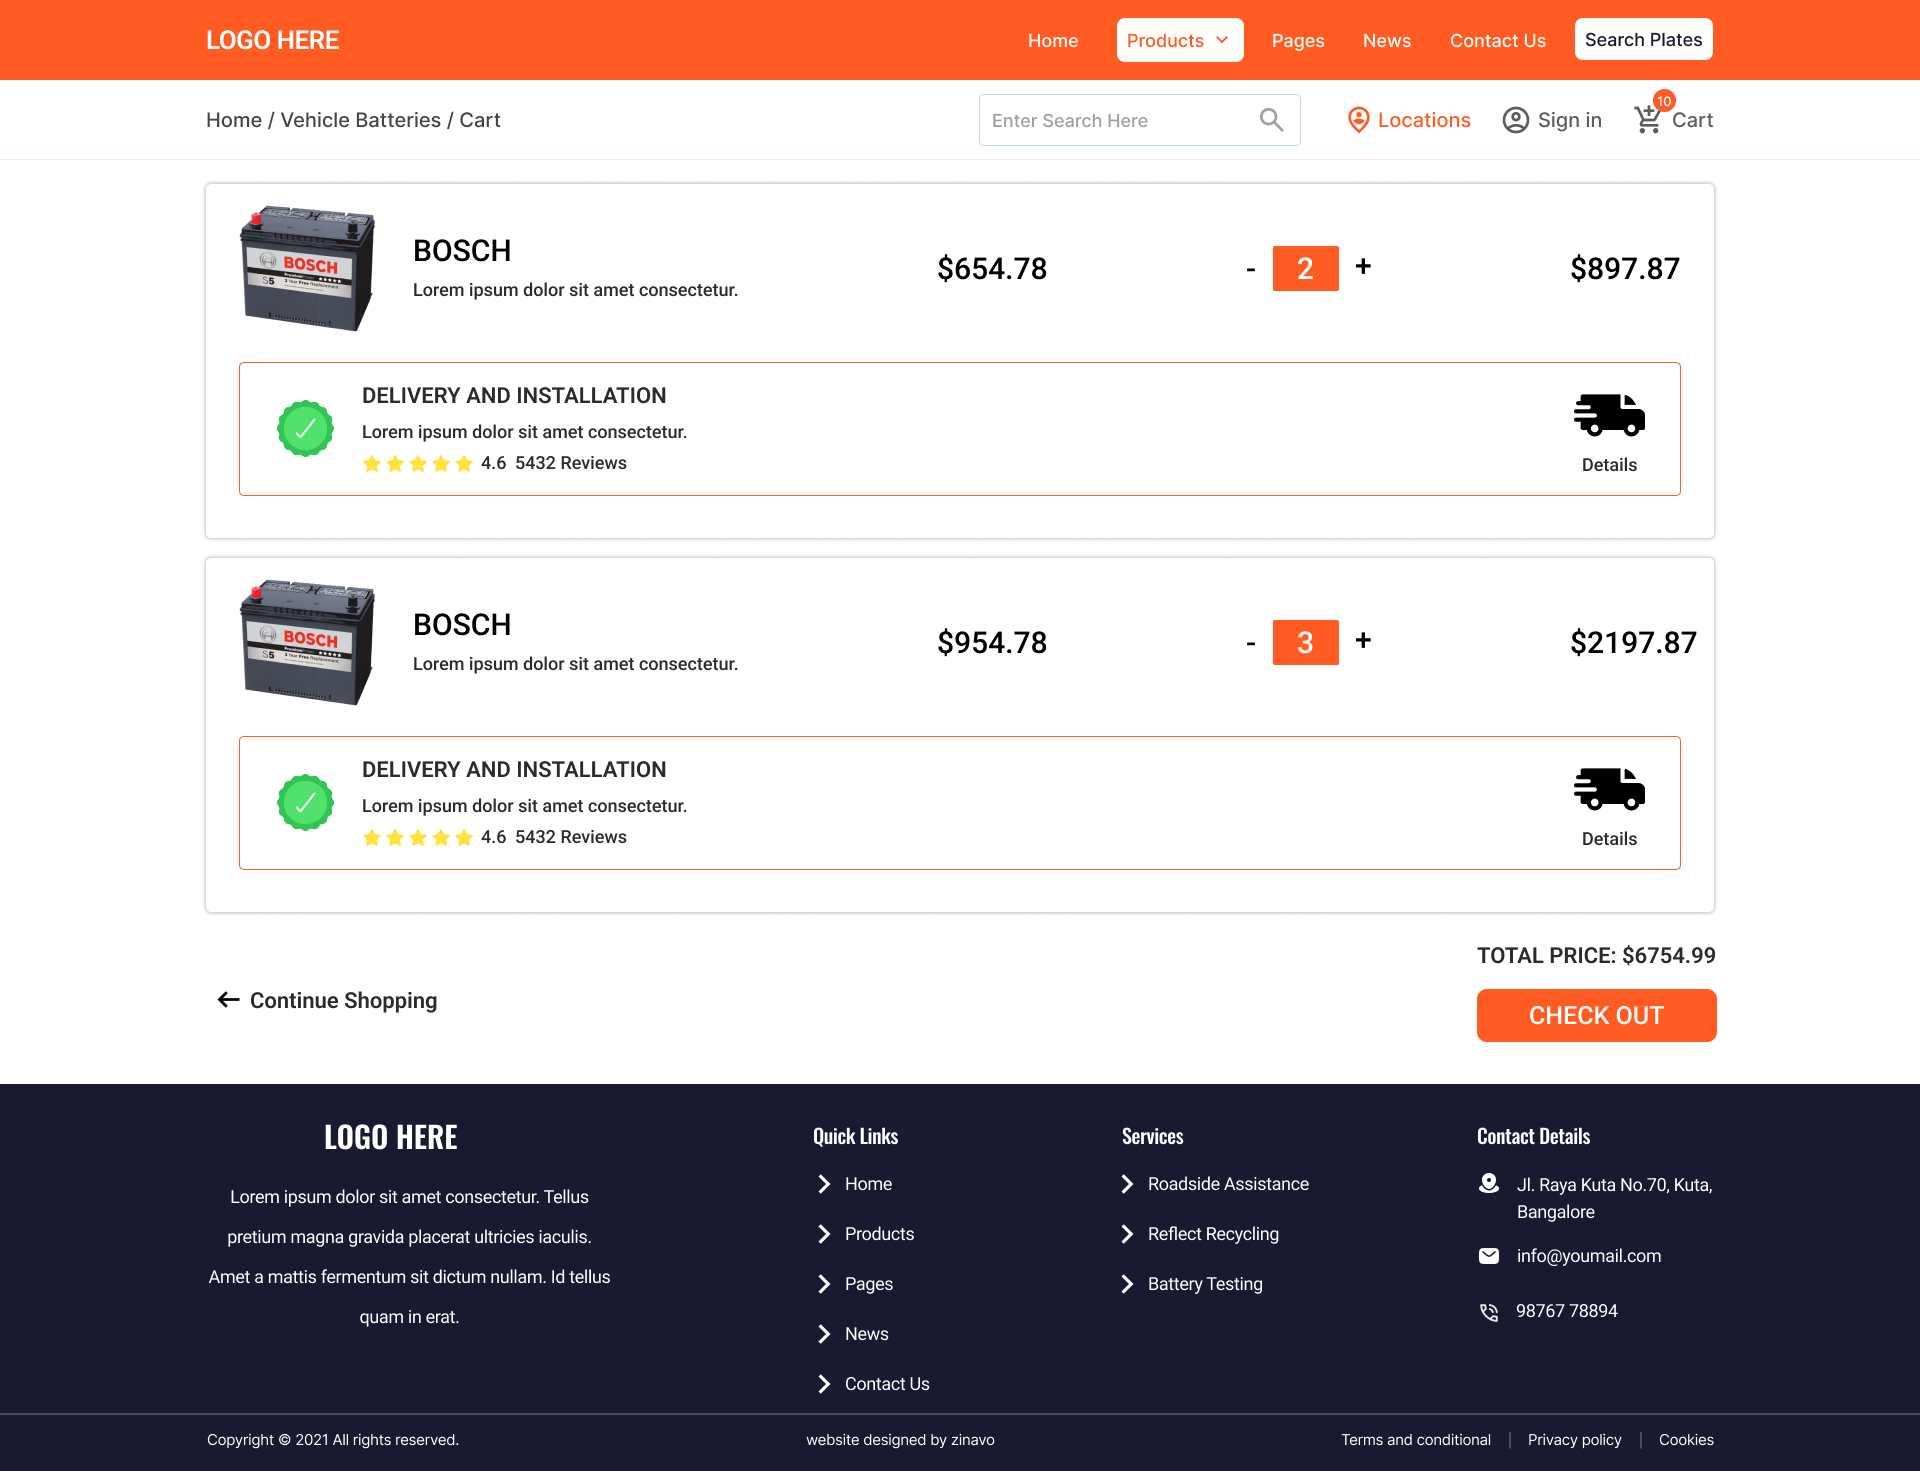 LOGO HERE
Home
Products
Pages
News
Contact Us
Search Plates
Home / Vehicle Batteries / Cart
Enter Search Here
Locations
Sign in
10
Cart
BOSCH
S5
BOSCH
Lorem ipsum dolor sit amet consectetur.
$654.78
- 2 +
$897.87
DELIVERY AND INSTALLATION
Lorem ipsum dolor sit amet consectetur.
4.6 5432 Reviews
Details
BOSCH
S5
BOSCH
Lorem ipsum dolor sit amet consectetur.
$954.78
- 3 +
$2197.87
DELIVERY AND INSTALLATION
Lorem ipsum dolor sit amet consectetur.
4.6 5432 Reviews
Details
TOTAL PRICE: $6754.99
Continue Shopping
CHECK OUT
LOGO HERE
Lorem ipsum dolor sit amet consectetur. Tellus
pretium magna gravida placerat ultricies iaculis.
Amet a mattis fermentum sit dictum nullam. Id tellus
quam in erat.
Quick Links
Home
Products
Pages
News
Contact Us
Services
Roadside Assistance
Reflect Recycling
Battery Testing
Contact Details
Jl. Raya Kuta No.70, Kuta,
Bangalore
info@youmail.com
98767 78894
Copyright © 2021 All rights reserved.
website designed by zinavo
Terms and conditional
Privacy policy
Cookies